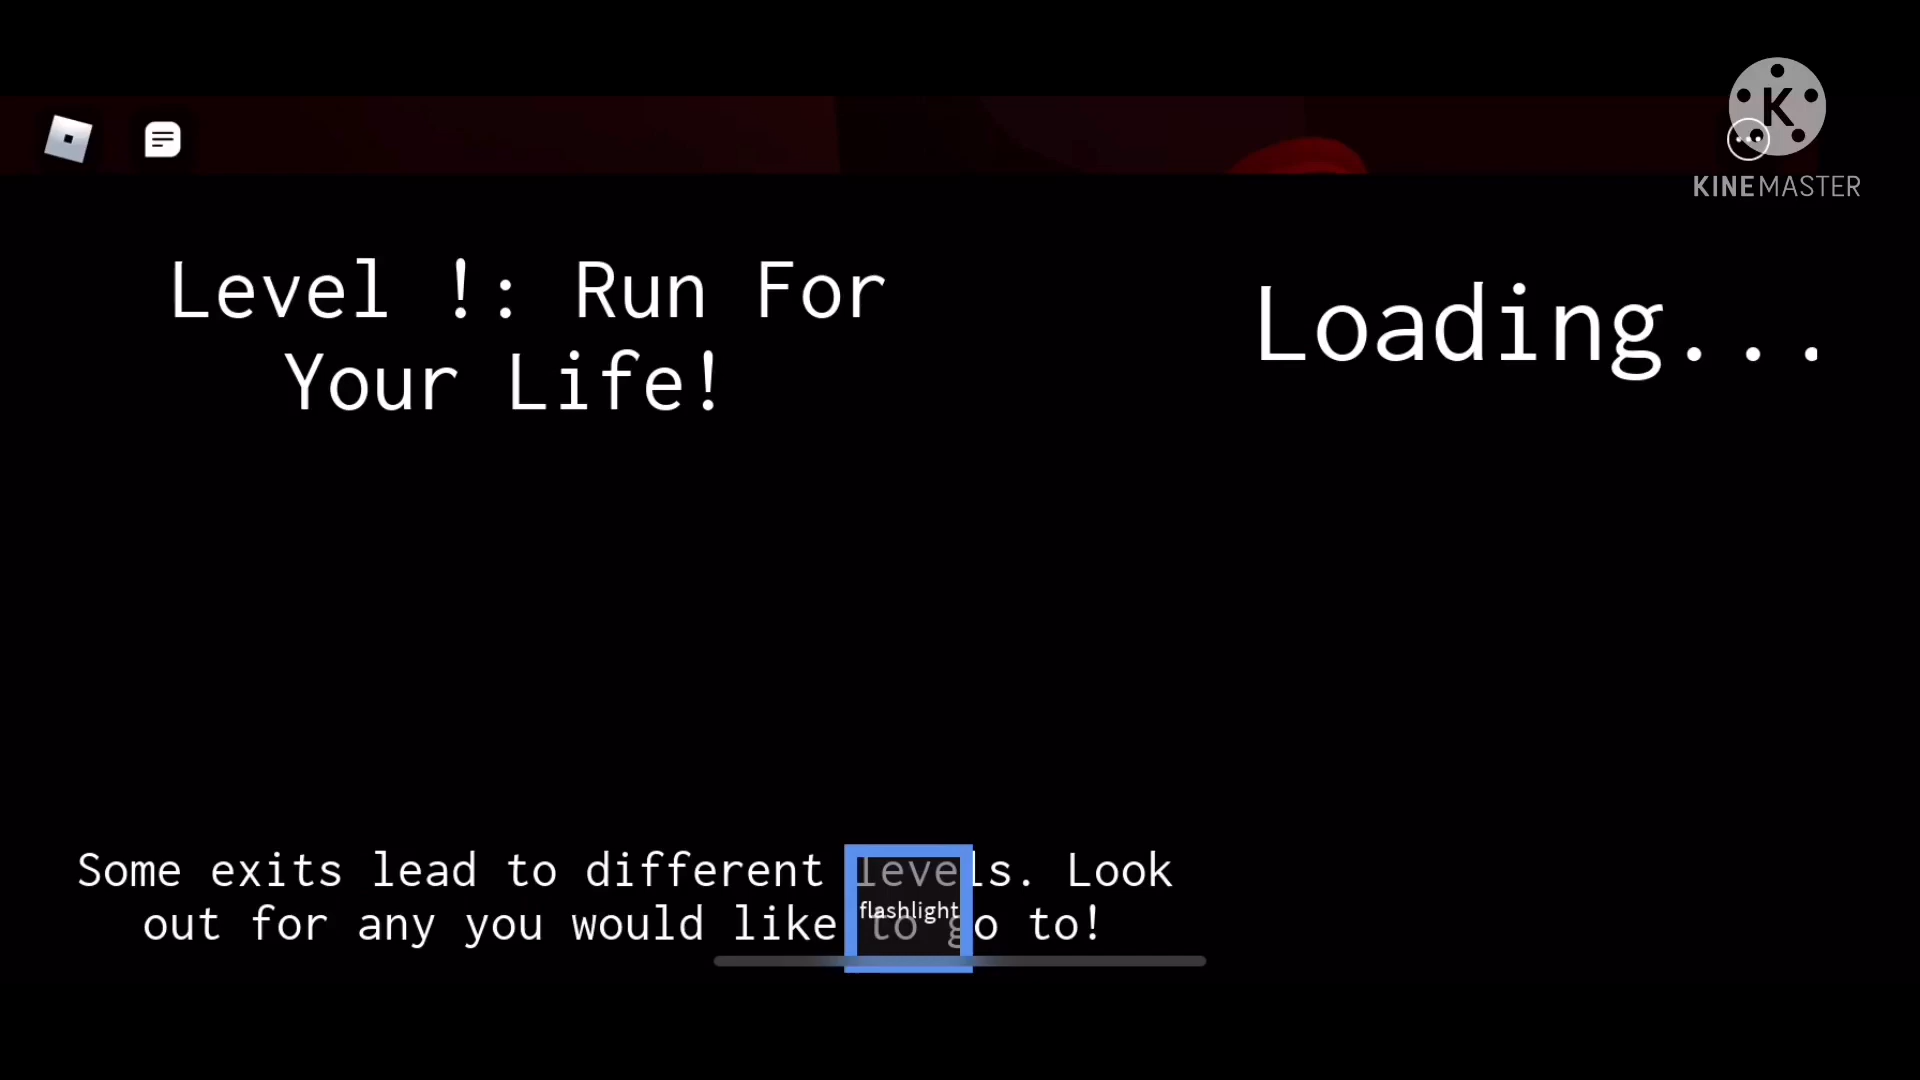 K
KINEMASTER
Level !: Run For
Your Life!
Loading...
Some exits lead to different levels. Look
out for any you would like to go to!
flashlight